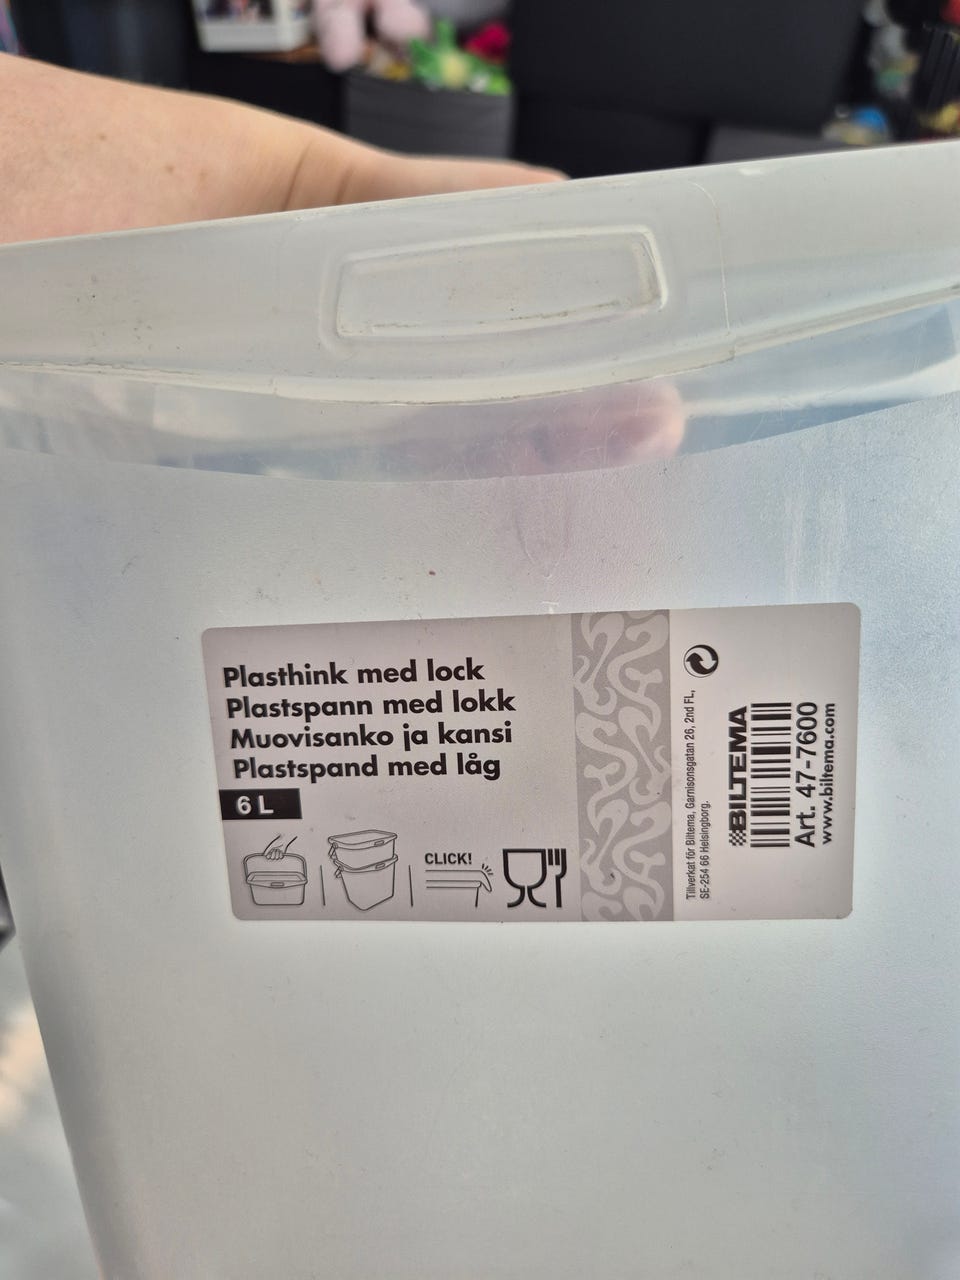 Plasthink med lock
Plastspann med lokk
Muovisanko ja kansi
Plastspand med låg
6 L
CLICK!
Tillverkat för Biltema, Garnisonsgatan 26, 2nd FL,
SE-254 66 Helsingborg.
BILTEMA
Art. 47-7600
www.biltema.com